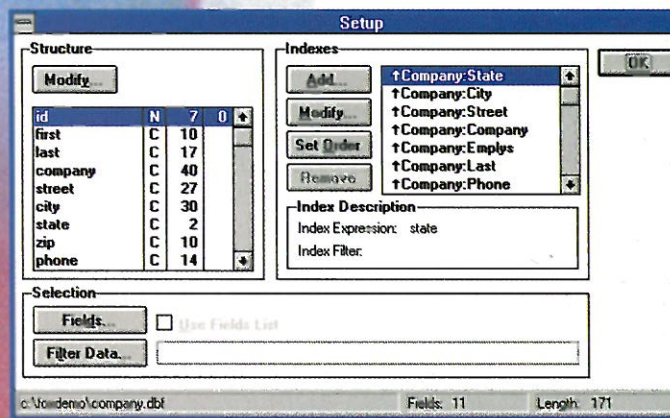 Setup
Structure
Modify...
id N 7 0
first C 10
last C 17
company C 40
street C 27
city C 30
state C 2
zip C 10
phone C 14
Indexes
Add...
Modify...
Set Order
Remove
↑Company:State
↑Company:City
↑Company:Street
↑Company:Company
↑Company:Emplys
↑Company:Last
↑Company:Phone
OK
Index Description
Index Expression: state
Index Filter:
Selection
Fields...
Use Fields List
Filter Data...
c:\foxdemo\company.dbf Fields: 11 Length: 171